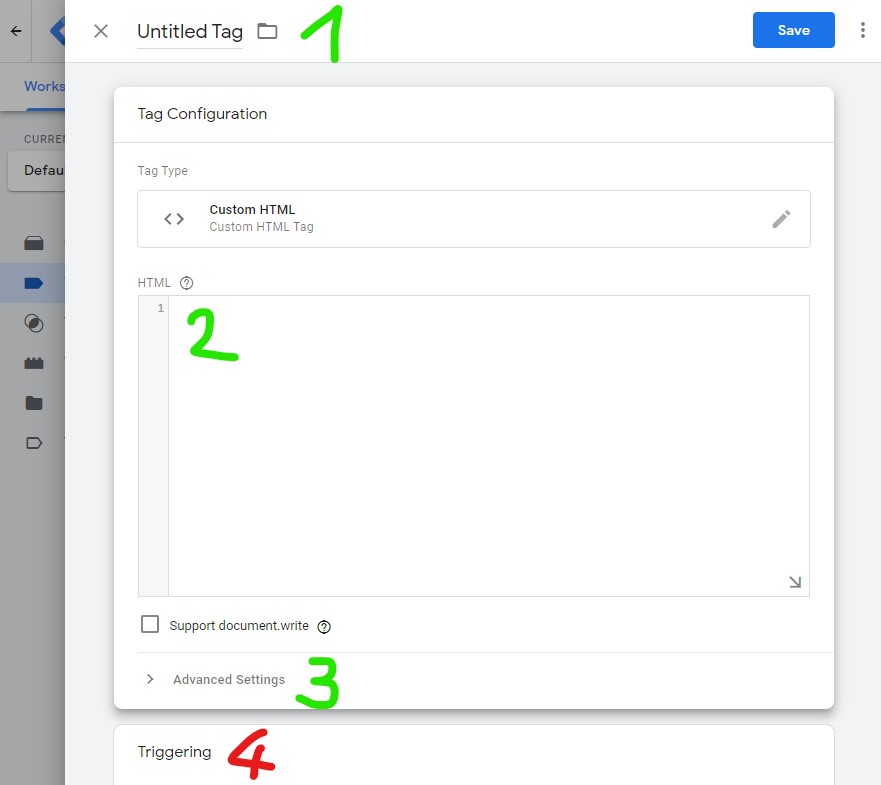 Untitled Tag 1 Save
Works
Tag Configuration
CURREN
Tag Type
Defau
Custom HTML
Custom HTML Tag
HTML
1
2
Support document.write
Advanced Settings 3
Triggering 4